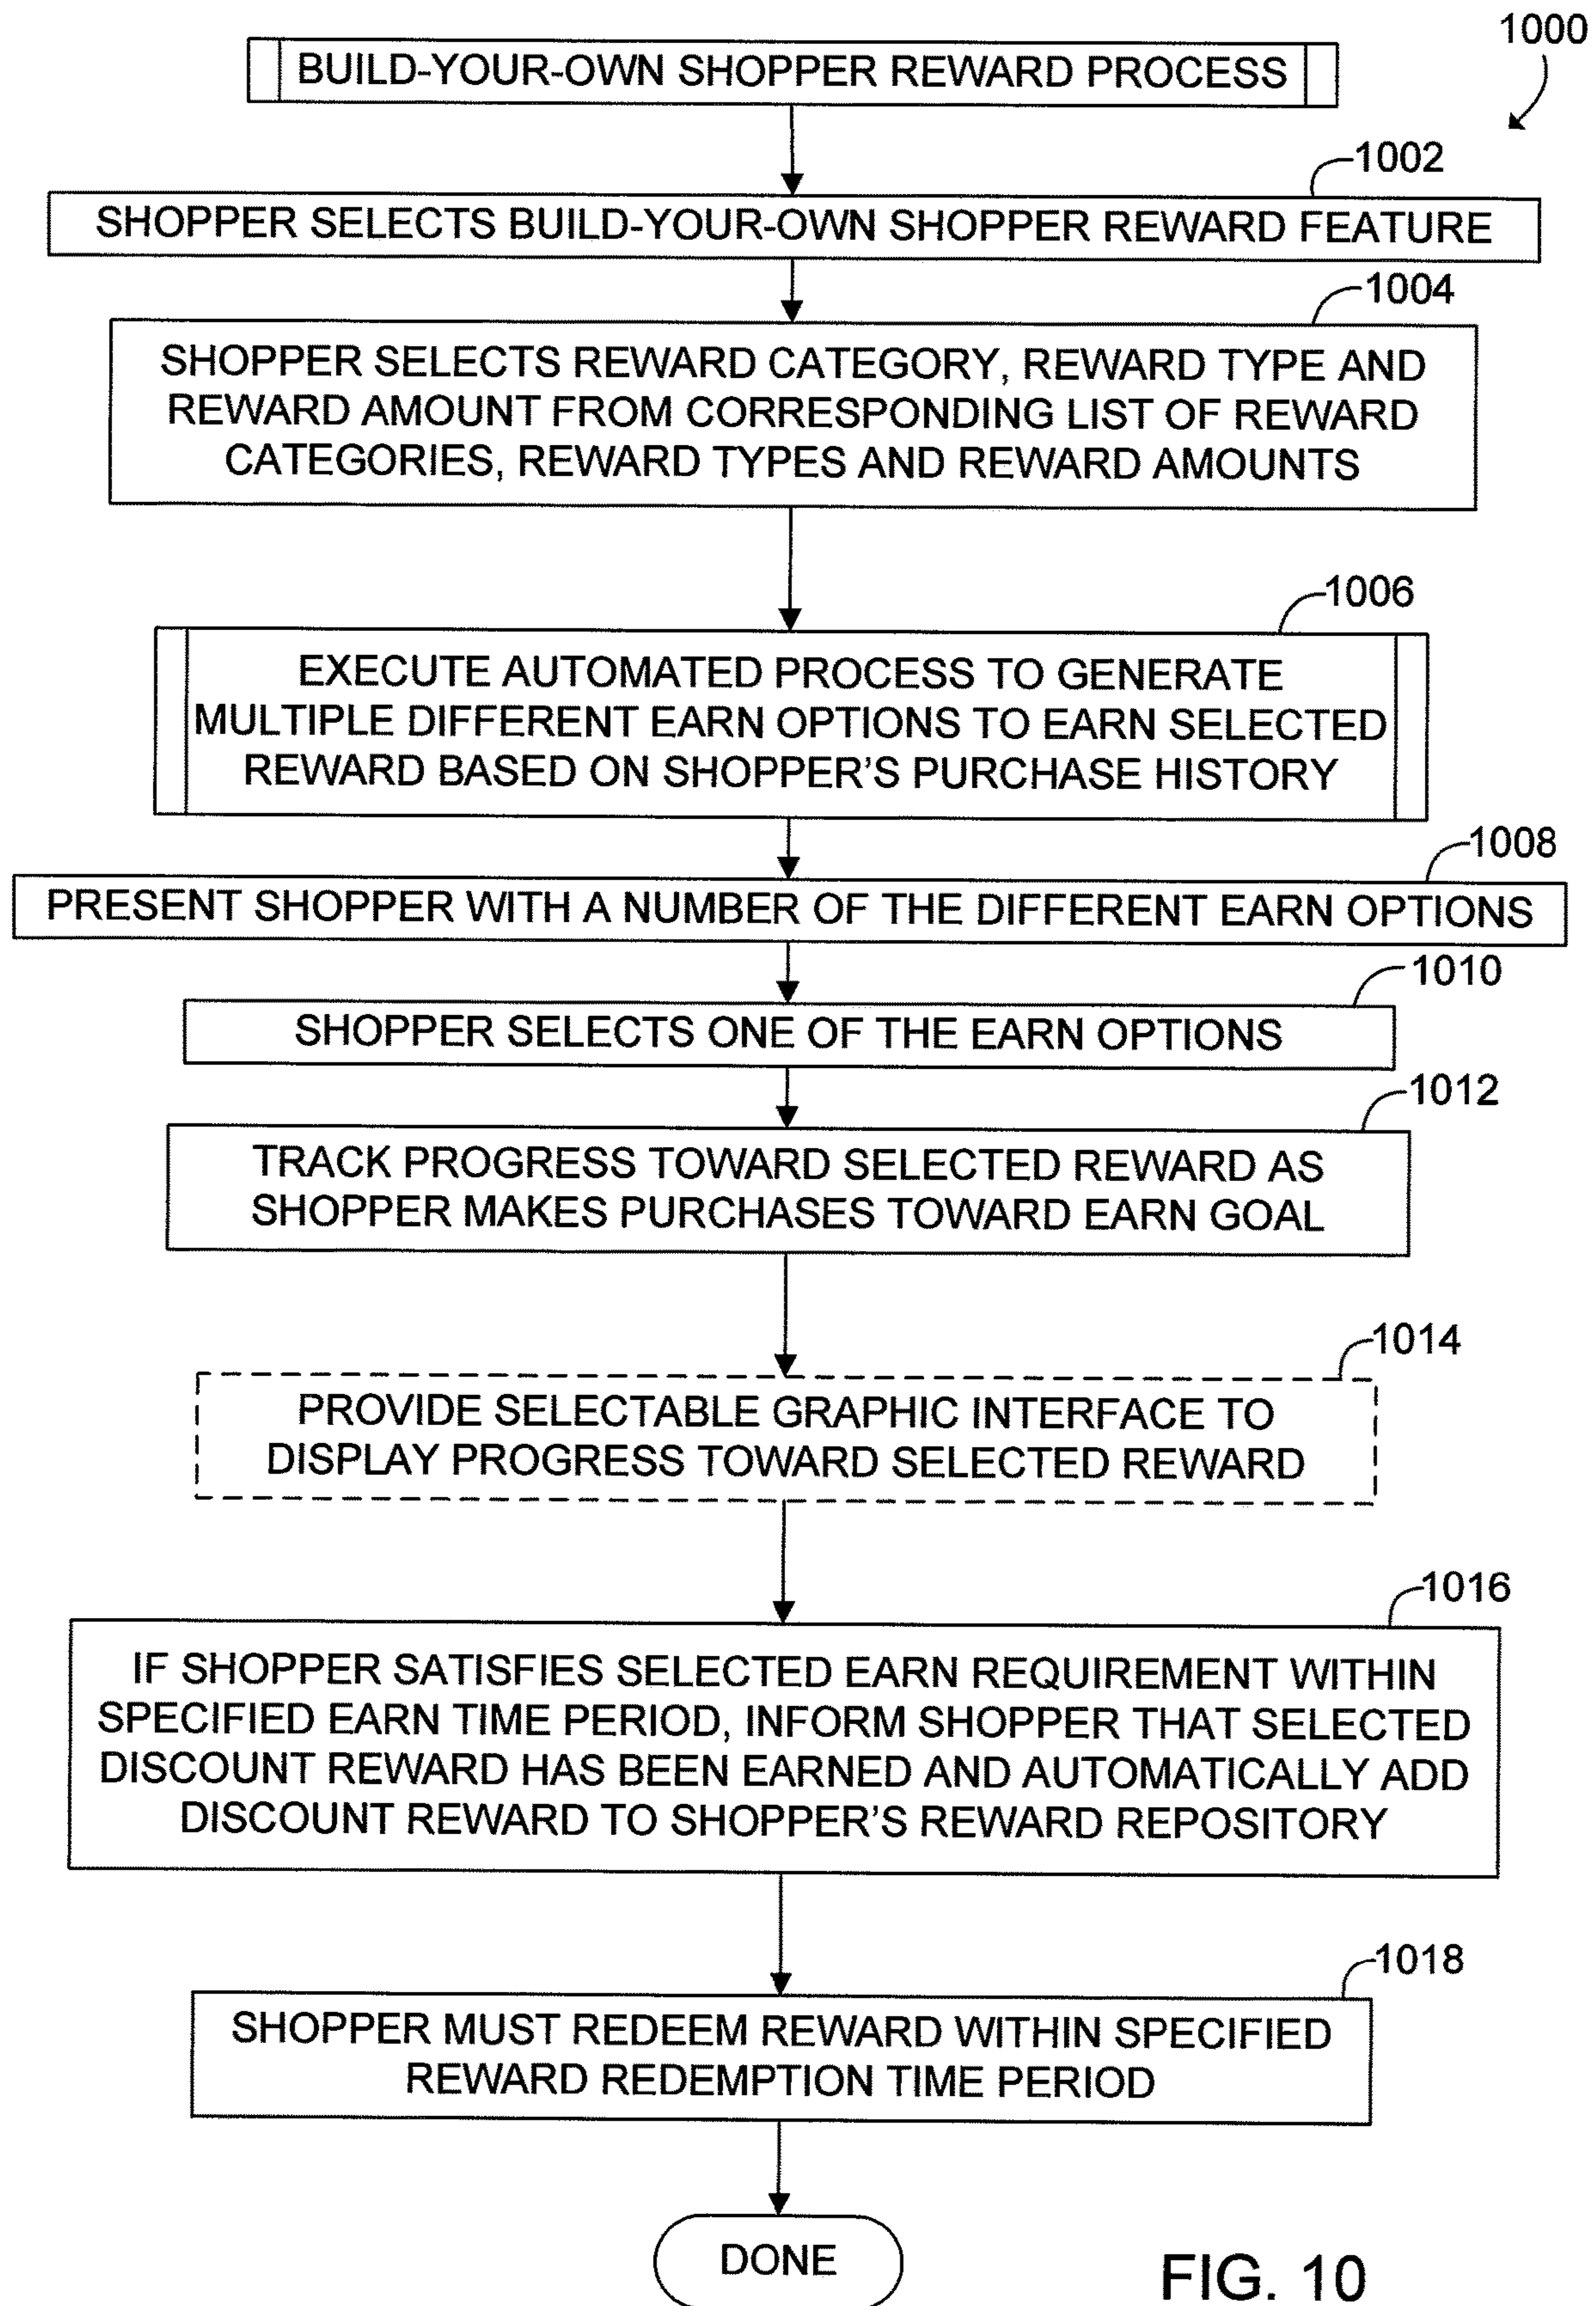 1000
BUILD-YOUR-OWN SHOPPER REWARD PROCESS
1002
SHOPPER SELECTS BUILD-YOUR-OWN SHOPPER REWARD FEATURE
1004
SHOPPER SELECTS REWARD CATEGORY, REWARD TYPE AND
REWARD AMOUNT FROM CORRESPONDING LIST OF REWARD
CATEGORIES, REWARD TYPES AND REWARD AMOUNTS
1006
EXECUTE AUTOMATED PROCESS TO GENERATE
MULTIPLE DIFFERENT EARN OPTIONS TO EARN SELECTED
REWARD BASED ON SHOPPER'S PURCHASE HISTORY
1008
PRESENT SHOPPER WITH A NUMBER OF THE DIFFERENT EARN OPTIONS
1010
SHOPPER SELECTS ONE OF THE EARN OPTIONS
1012
TRACK PROGRESS TOWARD SELECTED REWARD AS
SHOPPER MAKES PURCHASES TOWARD EARN GOAL
1014
PROVIDE SELECTABLE GRAPHIC INTERFACE TO
DISPLAY PROGRESS TOWARD SELECTED REWARD
1016
IF SHOPPER SATISFIES SELECTED EARN REQUIREMENT WITHIN
SPECIFIED EARN TIME PERIOD, INFORM SHOPPER THAT SELECTED
DISCOUNT REWARD HAS BEEN EARNED AND AUTOMATICALLY ADD
DISCOUNT REWARD TO SHOPPER'S REWARD REPOSITORY
1018
SHOPPER MUST REDEEM REWARD WITHIN SPECIFIED
REWARD REDEMPTION TIME PERIOD
DONE
FIG. 10